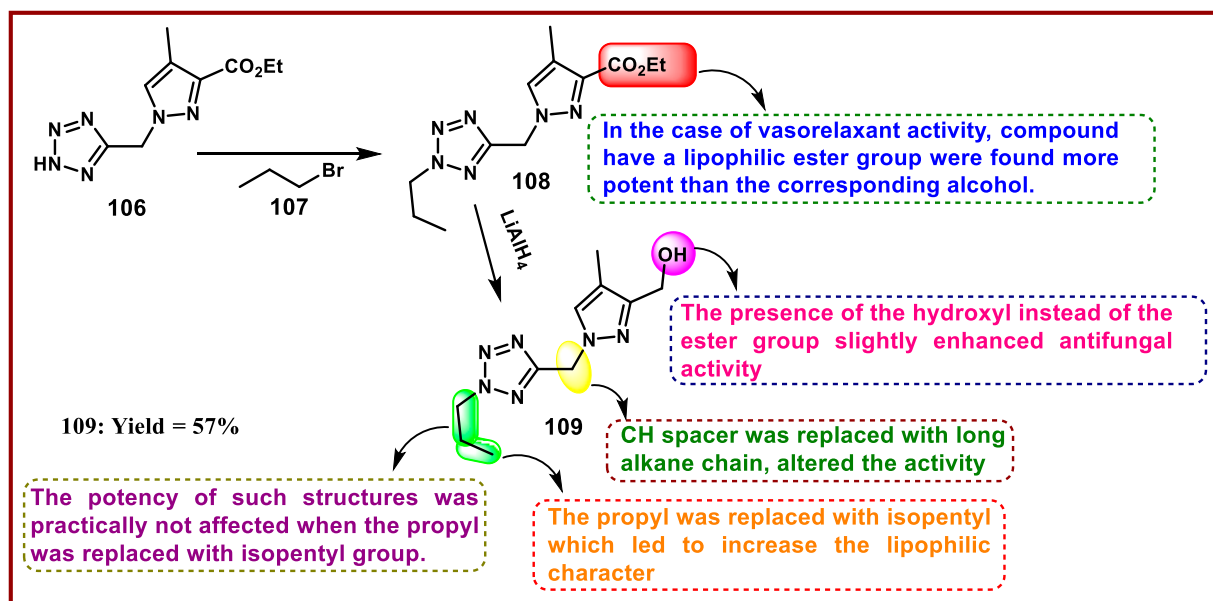 CO₂Et
N
N
N
N
HN
N
106
Br
107
CO₂Et
N
N
N
N
N
N
108
In the case of vasorelaxant activity, compound
have a lipophilic ester group were found more
potent than the corresponding alcohol.
LiAlH₄
OH
N
N
N
N
N
N
109
The presence of the hydroxyl instead of the
ester group slightly enhanced antifungal
activity
109: Yield = 57%
CH spacer was replaced with long
alkane chain, altered the activity
The potency of such structures was
practically not affected when the propyl
was replaced with isopentyl group.
The propyl was replaced with isopentyl
which led to increase the lipophilic
character